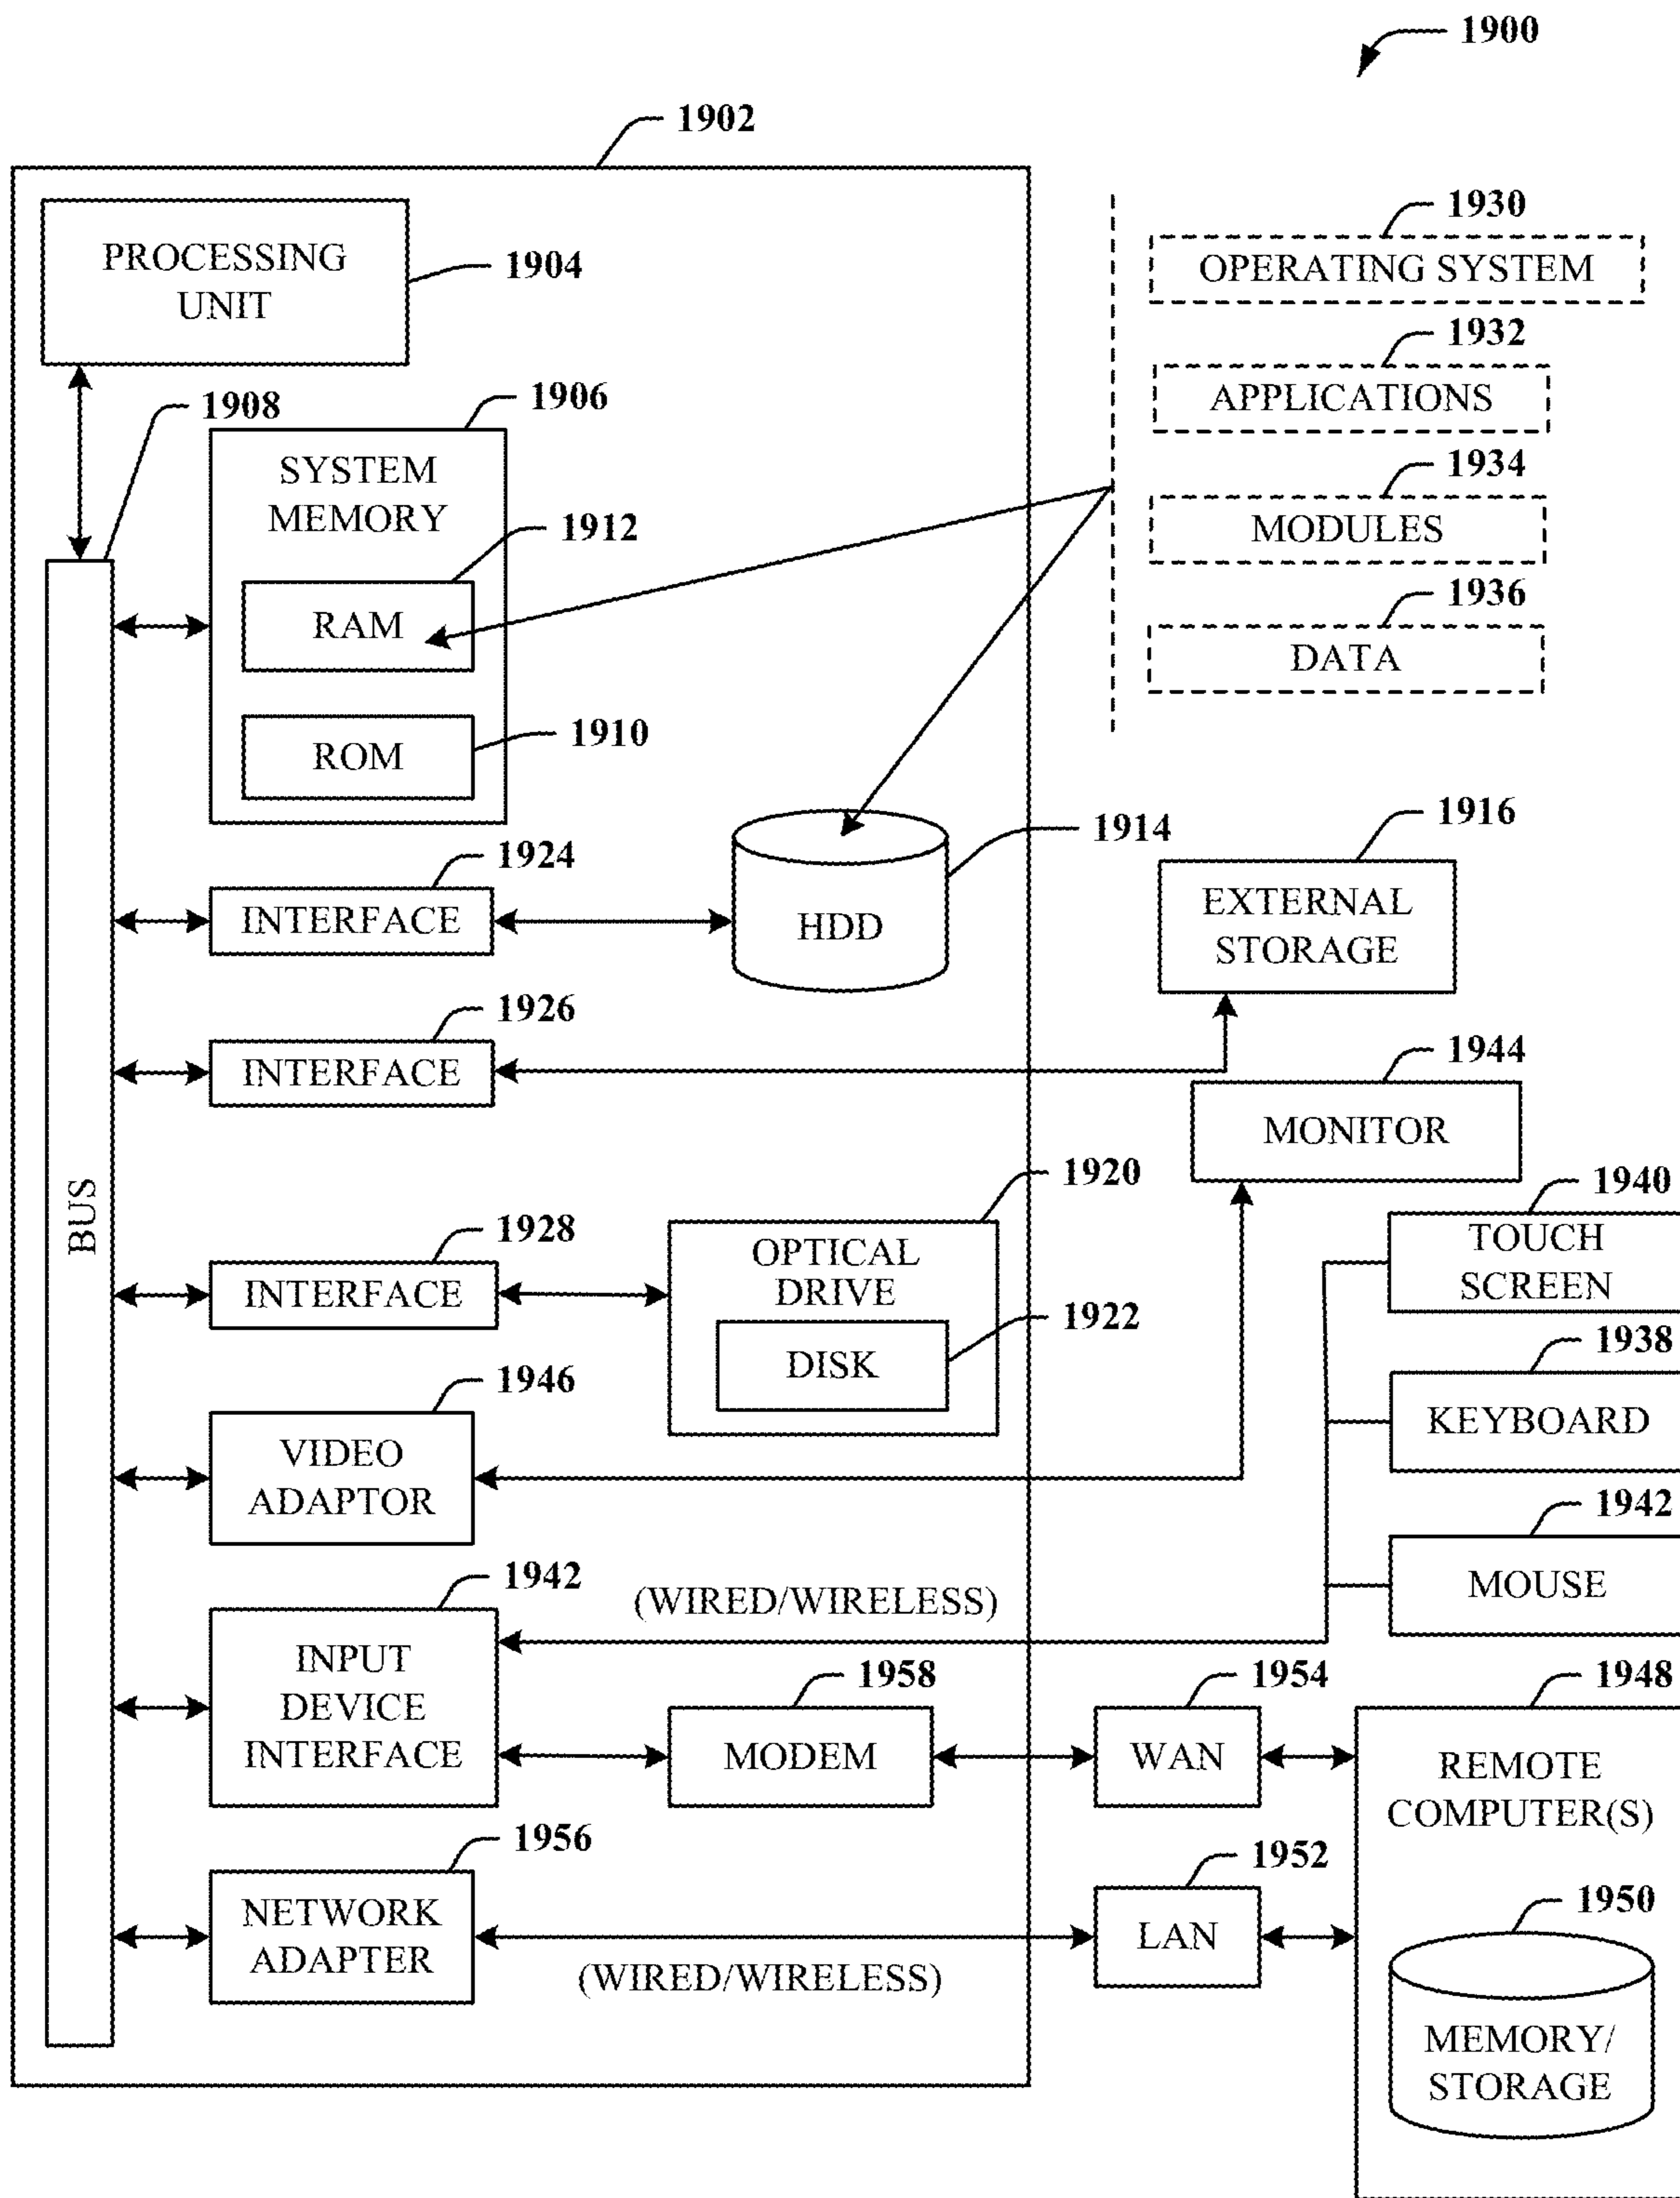 1900
1902
PROCESSING
UNIT
1904
1908
1906
SYSTEM
MEMORY
1912
RAM
1910
ROM
BUS
1930
OPERATING SYSTEM
1932
APPLICATIONS
1934
MODULES
1936
DATA
1924
INTERFACE
1914
HDD
1916
EXTERNAL
STORAGE
1926
INTERFACE
1944
MONITOR
1928
INTERFACE
1920
OPTICAL
DRIVE
1922
DISK
1940
TOUCH
SCREEN
1938
KEYBOARD
1942
MOUSE
1946
VIDEO
ADAPTOR
1942
INPUT
DEVICE
INTERFACE
(WIRED/WIRELESS)
1958
MODEM
1954
WAN
1948
REMOTE
COMPUTER(S)
1956
NETWORK
ADAPTER
(WIRED/WIRELESS)
1952
LAN
1950
MEMORY/
STORAGE